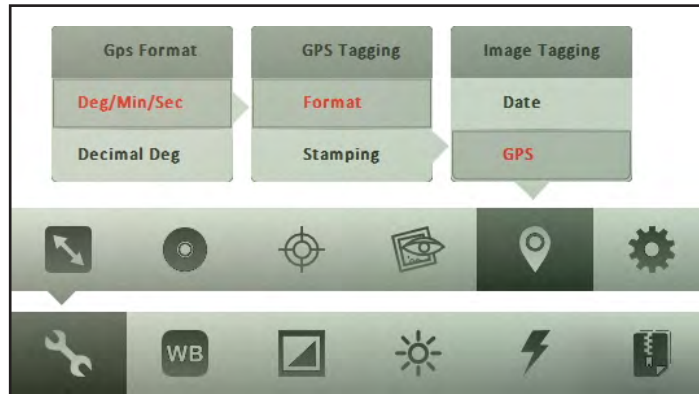 Gps Format
Deg/Min/Sec
Decimal Deg
GPS Tagging
Format
Stamping
Image Tagging
Date
GPS
WB